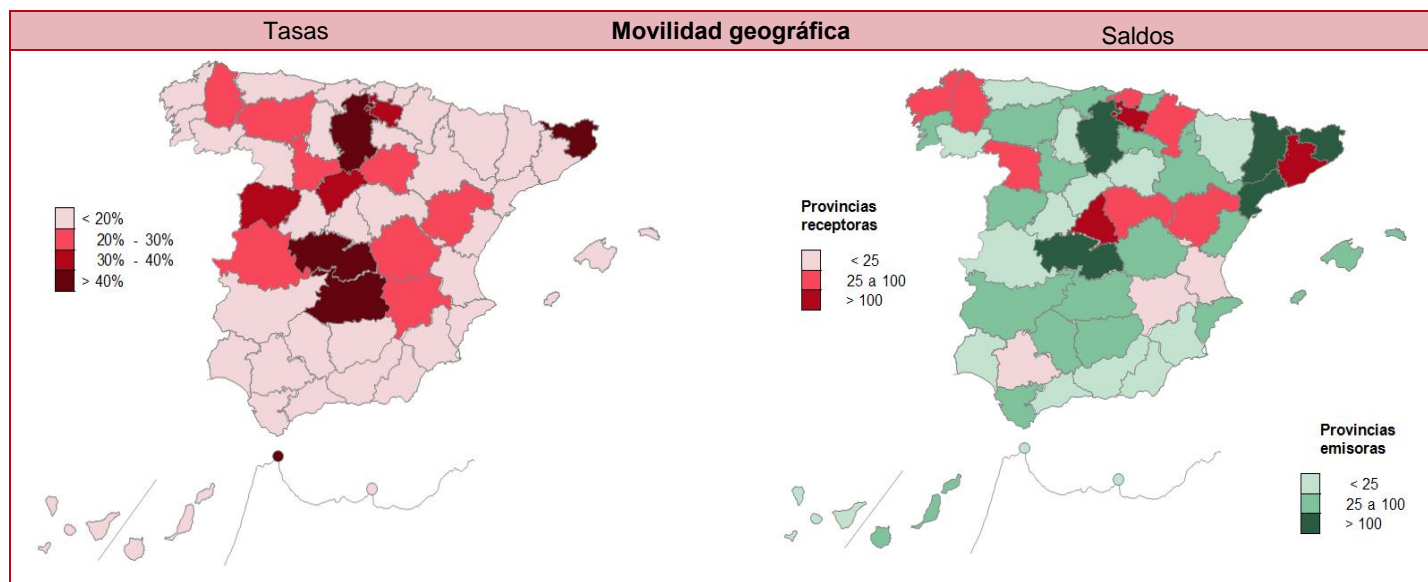 Tasas
Movilidad geográfica
Saldos
< 20%
20% - 30%
30% - 40%
> 40%
Provincias
receptoras
< 25
25 a 100
> 100
Provincias
emisoras
< 25
25 a 100
> 100